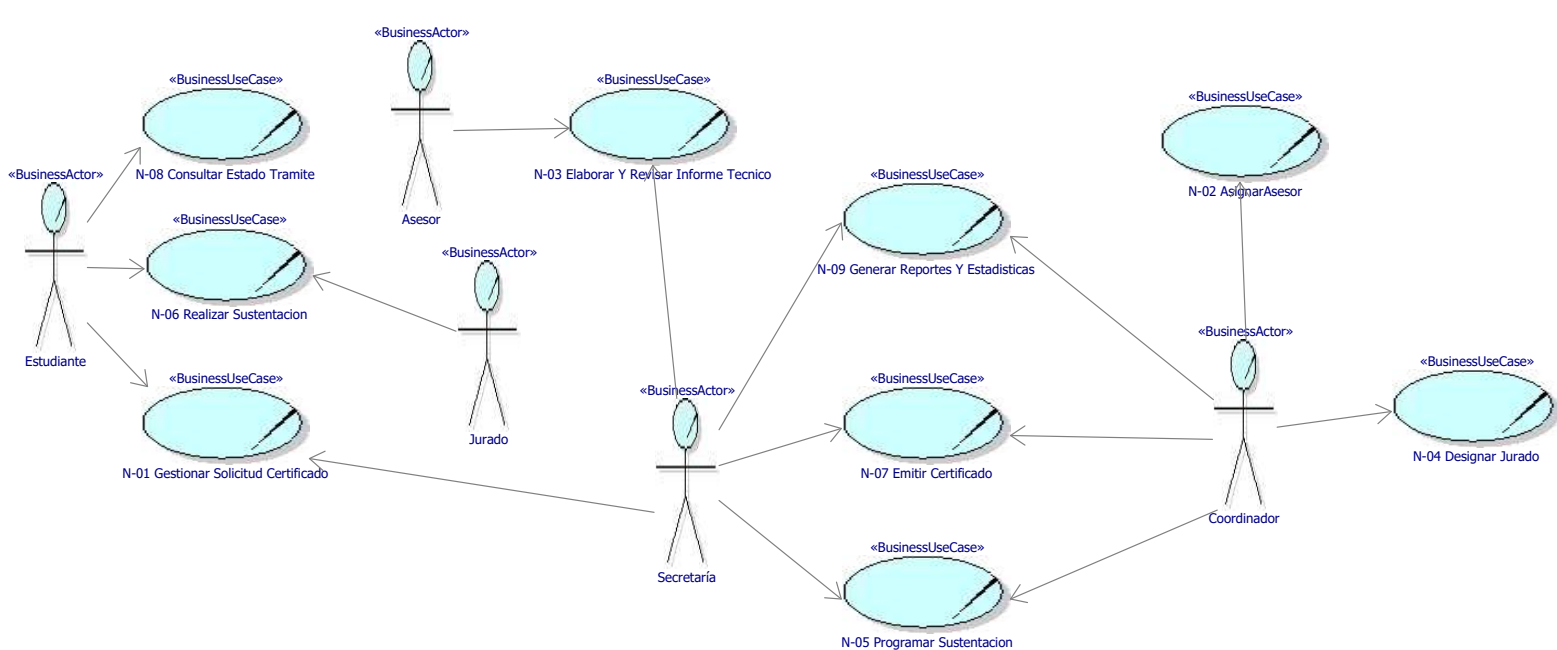 «BusinessActor»
Asesor
«BusinessUseCase»
N-08 Consultar Estado Tramite
«BusinessUseCase»
N-03 Elaborar Y Revisar Informe Tecnico
«BusinessUseCase»
N-02 AsignarAsesor
«BusinessActor»
Estudiante
«BusinessUseCase»
N-06 Realizar Sustentacion
«BusinessUseCase»
N-09 Generar Reportes Y Estadisticas
«BusinessActor»
Jurado
«BusinessActor»
Coordinador
«BusinessUseCase»
N-04 Designar Jurado
«BusinessUseCase»
N-01 Gestionar Solicitud Certificado
«BusinessActor»
Secretaría
«BusinessUseCase»
N-07 Emitir Certificado
«BusinessUseCase»
N-05 Programar Sustentacion